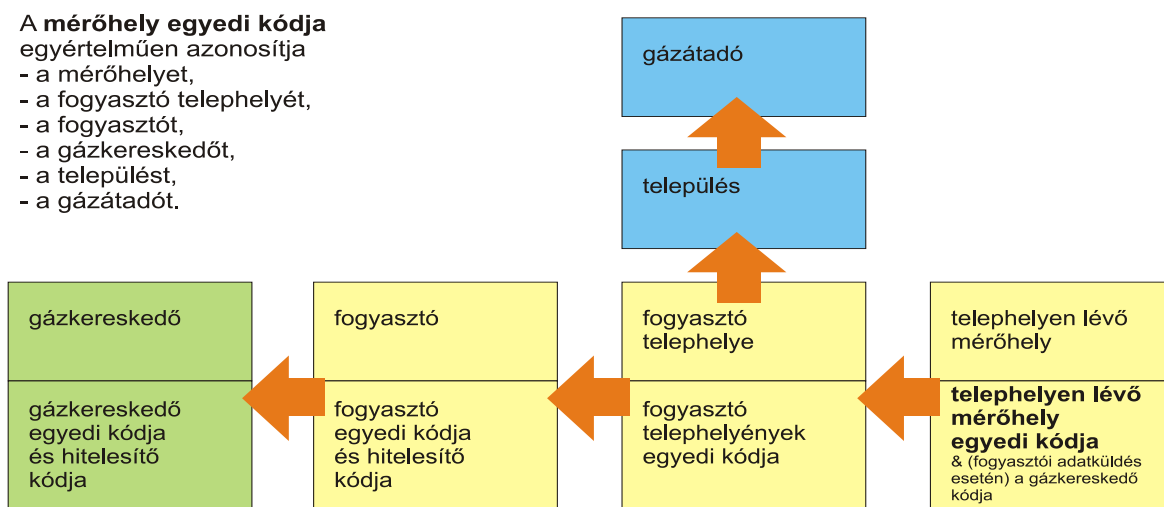 A mérőhely egyedi kódja
egyértelműen azonosítja
- a mérőhelyet,
- a fogyasztó telephelyét,
- a fogyasztót,
- a gázkereskedőt,
- a települést,
- a gázátadót.
gázátadó
település
gázkereskedő
gázkereskedő
egyedi kódja
és hitelesítő
kódja
fogyasztó
fogyasztó
egyedi kódja
és hitelesítő
kódja
fogyasztó
telephelye
fogyasztó
telephelyények
egyedi kódja
telephelyen lévő
mérőhely
telephelyen lévő
mérőhely
egyedi kódja
& (fogyasztói adatküldés
esetén) a gázkereskedő
kódja